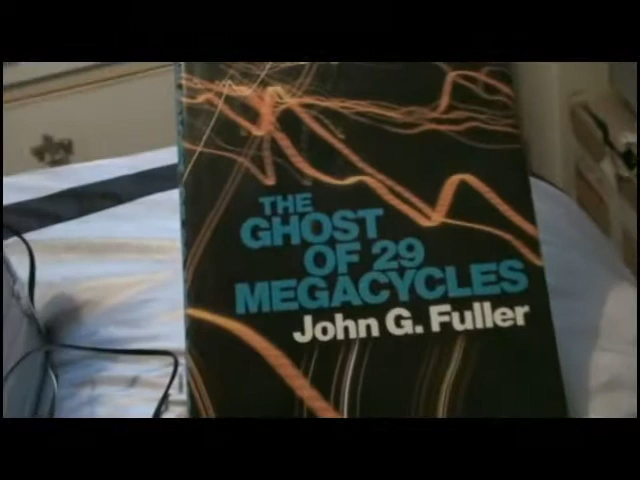 THE
GHOST
OF 29
MEGACYCLES
John G. Fuller